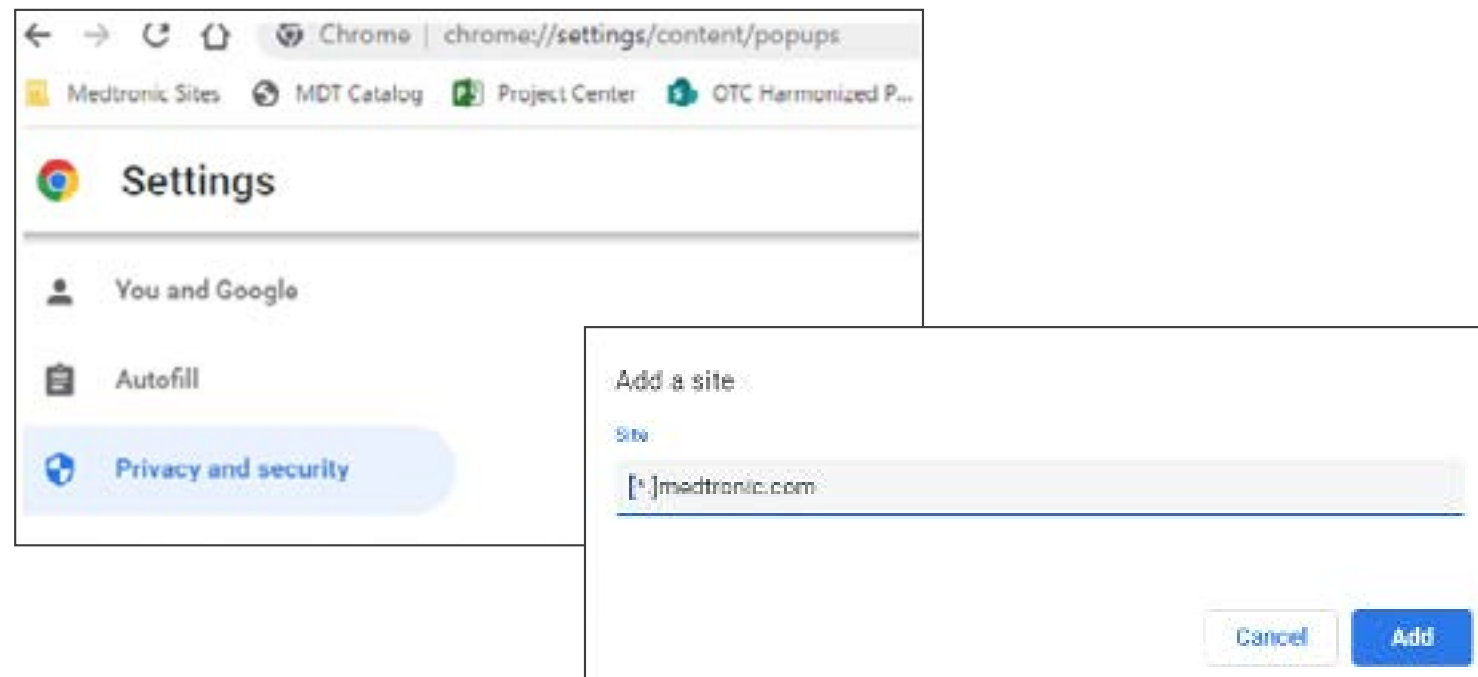 Chrome | chrome://settings/content/popups
Medtronic Sites MDT Catalog Project Center OTC Harmonized P...
Settings
You and Google
Autofill
Privacy and security
Add a site
Site
[*.]medtronic.com
Cancel Add